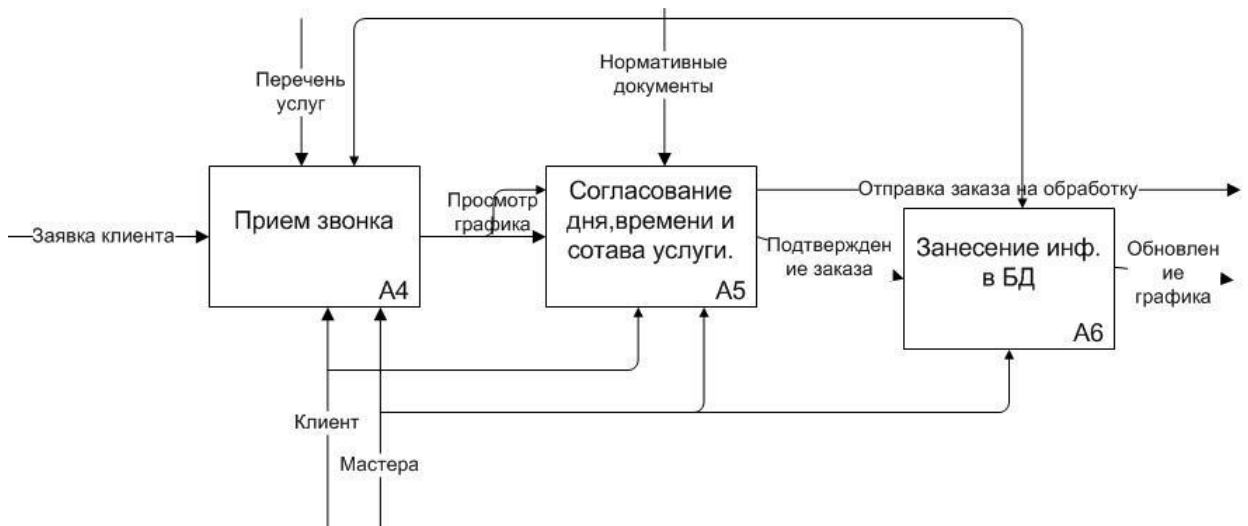 Перечень
услуг
Нормативные
документы
Заявка клиента
Прием звонка
A4
Просмотр
графика
Согласование
дня,времени и
сотава услуги.
A5
Отправка заказа на обработку
Подтвержден
ие заказа
Занесение инф.
в БД
A6
Обновлен
ие
графика
Клиент
Мастера